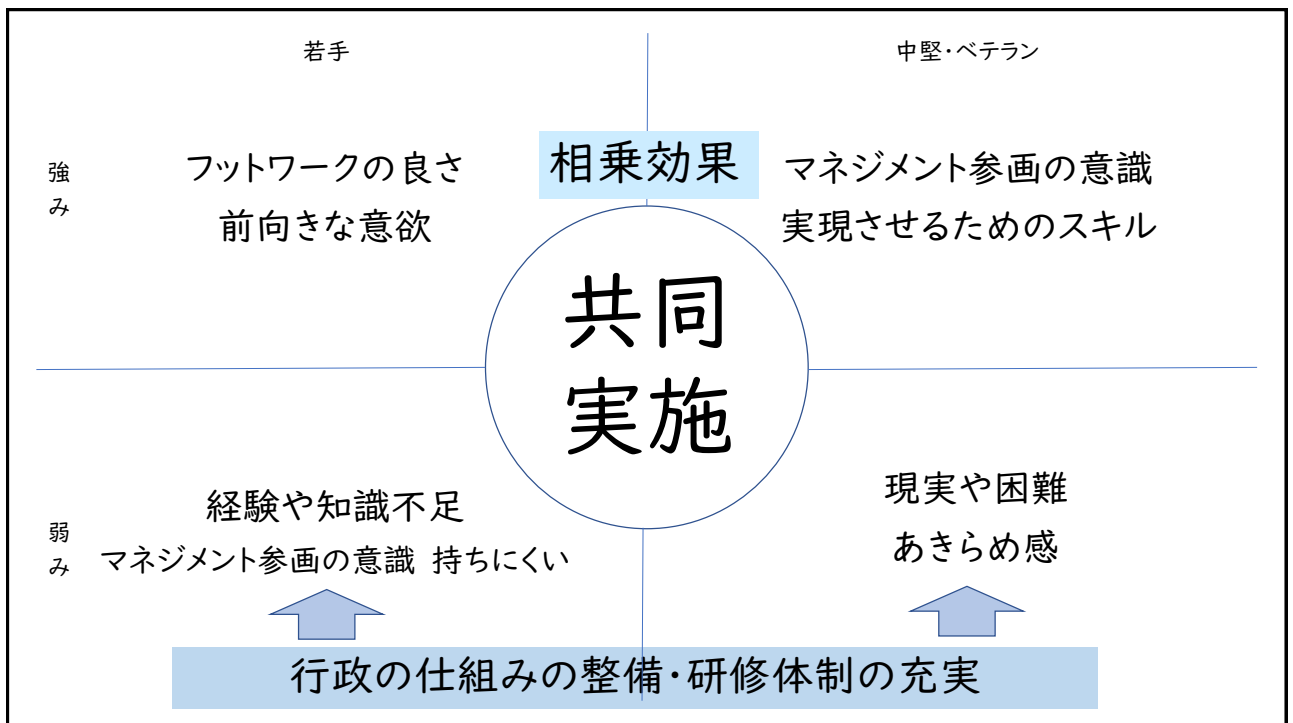 若手
中堅・ベテラン
強み
フットワークの良さ
前向きな意欲
相乗効果
マネジメント参画の意識
実現させるためのスキル
共同
実施
弱み
経験や知識不足
マネジメント参画の意識 持ちにくい
現実や困難
あきらめ感
行政の仕組みの整備・研修体制の充実